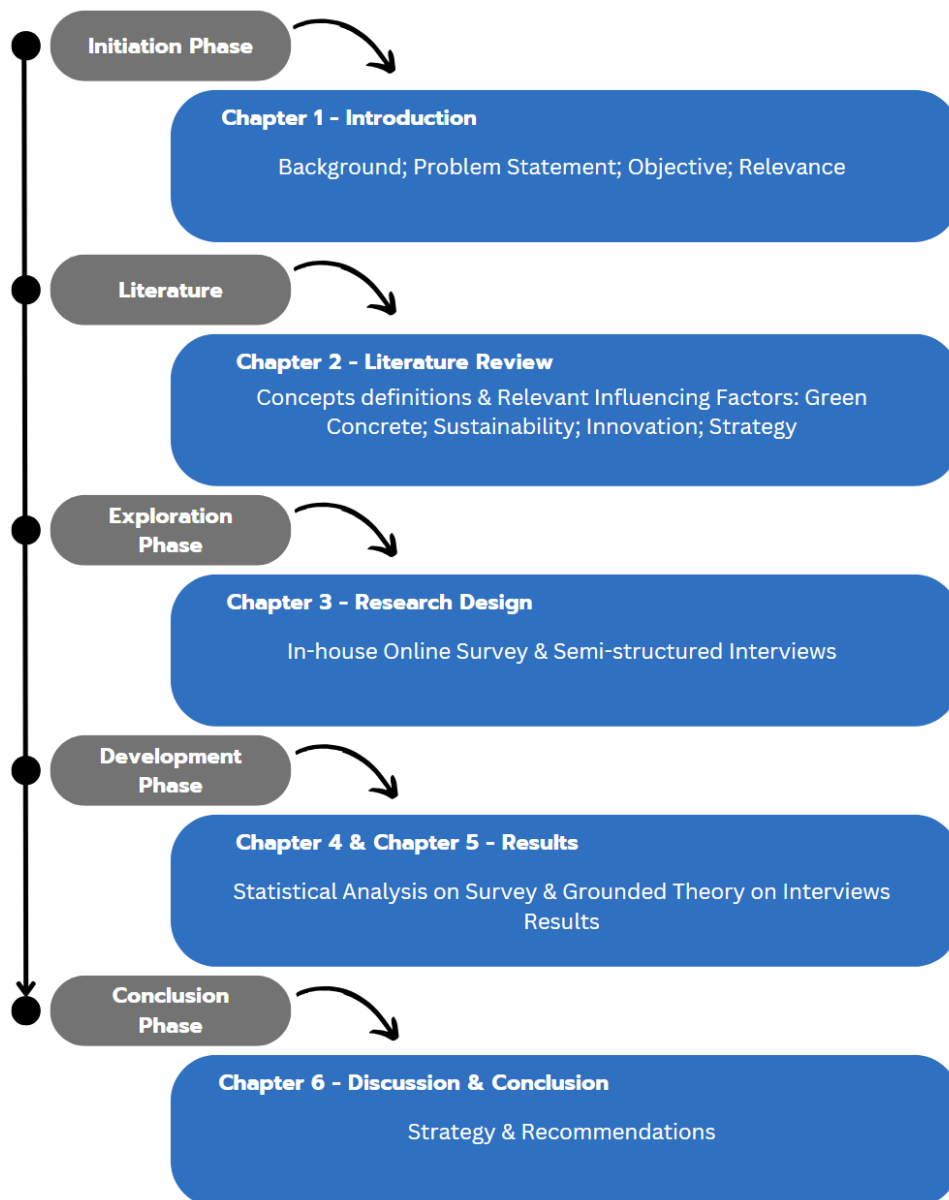 Initiation Phase
Chapter 1 - Introduction
Background; Problem Statement; Objective; Relevance
Literature
Chapter 2 - Literature Review
Concepts definitions & Relevant Influencing Factors: Green
Concrete; Sustainability; Innovation; Strategy
Exploration
Phase
Chapter 3 - Research Design
In-house Online Survey & Semi-structured Interviews
Development
Phase
Chapter 4 & Chapter 5 - Results
Statistical Analysis on Survey & Grounded Theory on Interviews
Results
Conclusion
Phase
Chapter 6 - Discussion & Conclusion
Strategy & Recommendations